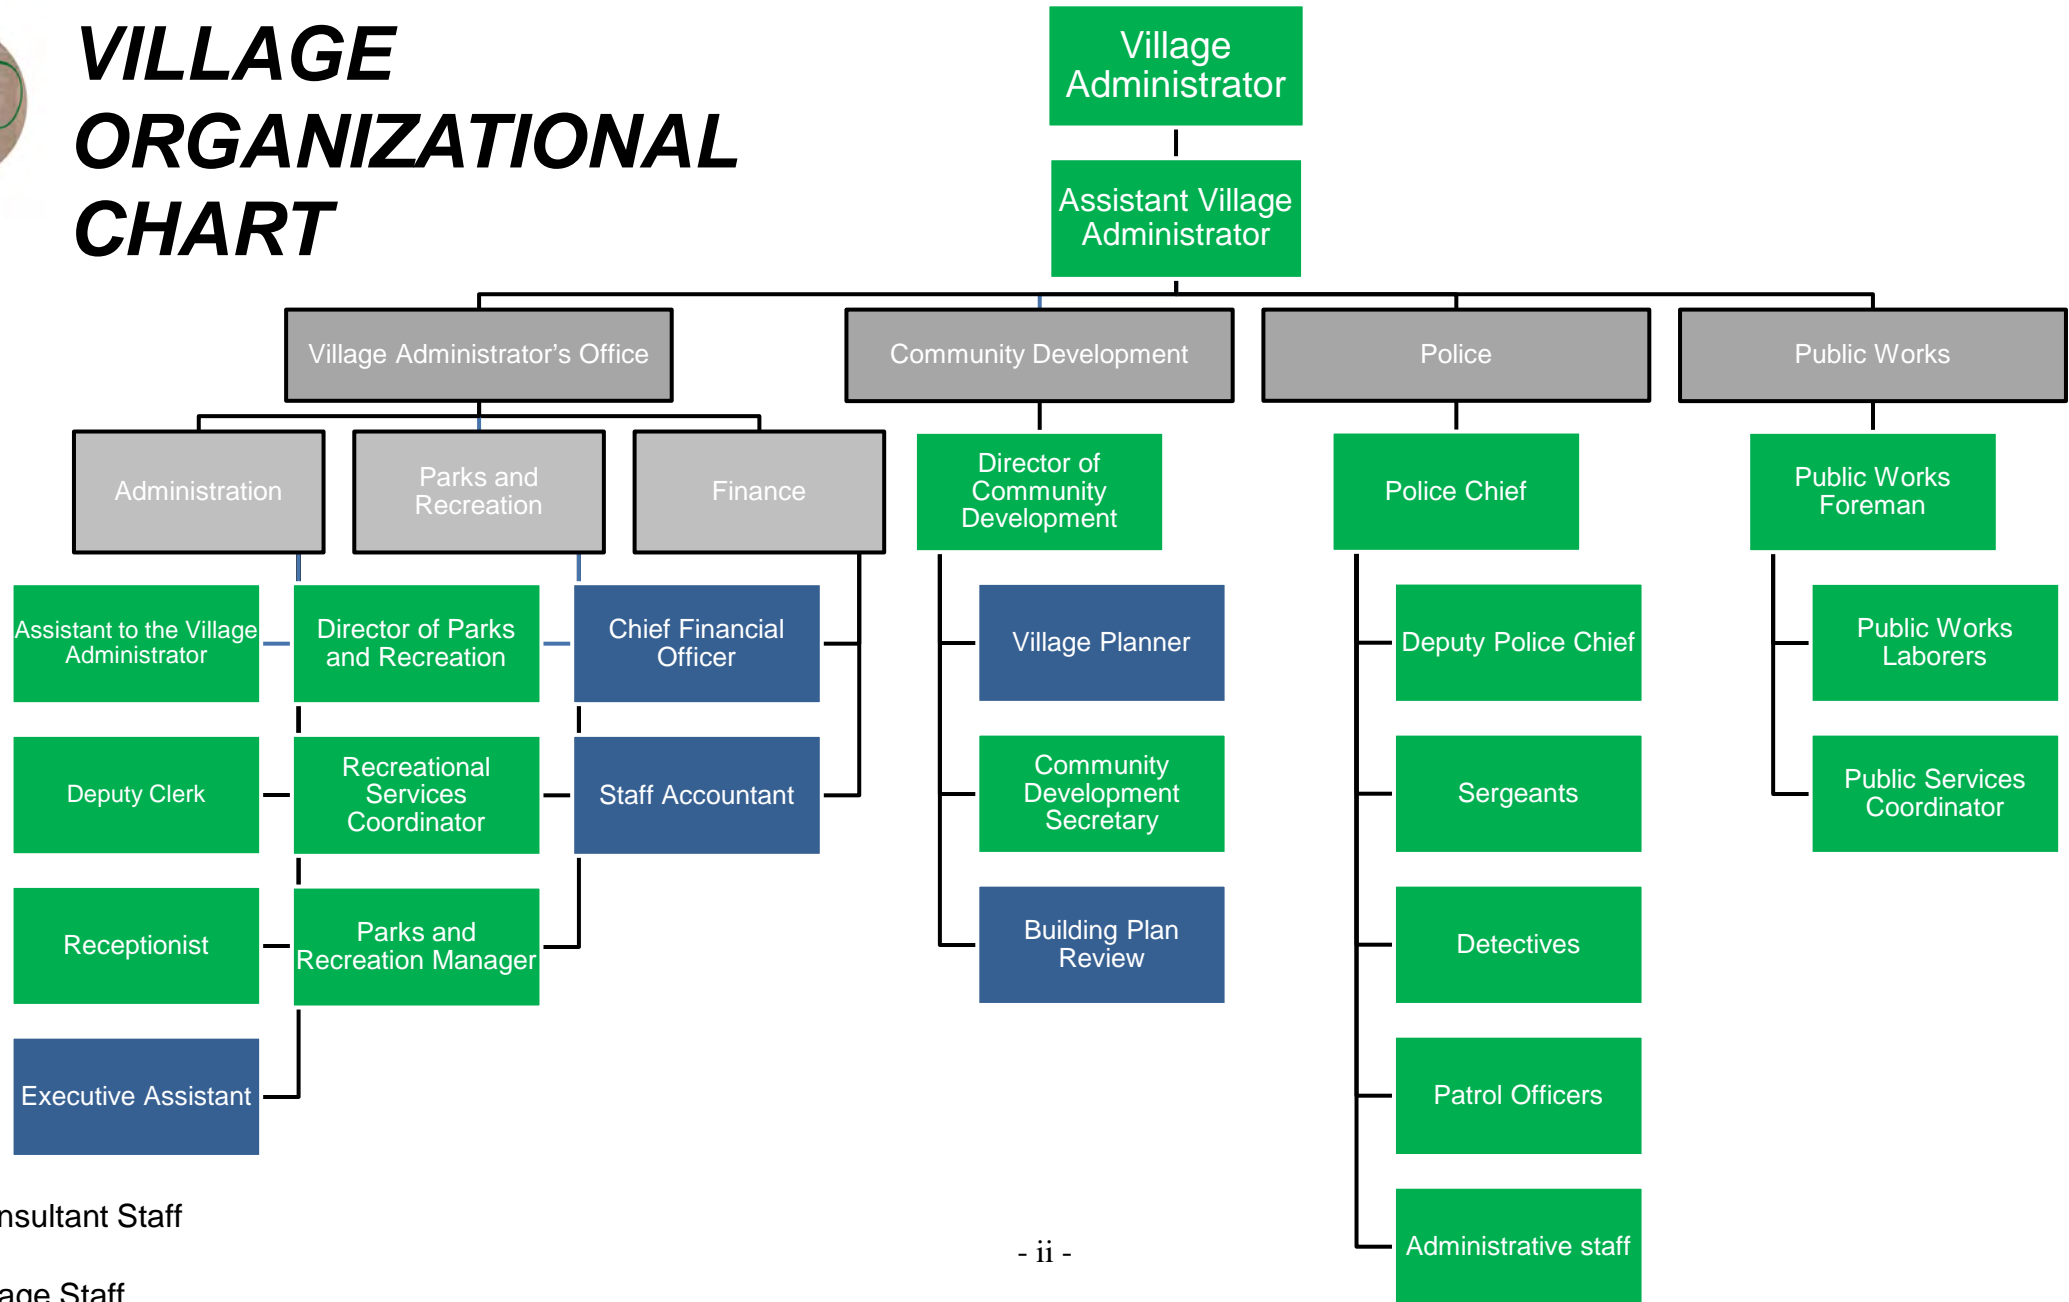 VILLAGE
ORGANIZATIONAL
CHART
Village
Administrator
Assistant Village
Administrator
Village Administrator’s Office
Community Development
Police
Public Works
Administration
Parks and
Recreation
Finance
Director of
Community
Development
Police Chief
Public Works
Foreman
Assistant to the Village
Administrator
Director of Parks
and Recreation
Chief Financial
Officer
Village Planner
Deputy Police Chief
Public Works
Laborers
Deputy Clerk
Recreational
Services
Coordinator
Staff Accountant
Community
Development
Secretary
Sergeants
Public Services
Coordinator
Receptionist
Parks and
Recreation Manager
Building Plan
Review
Detectives
Executive Assistant
Patrol Officers
Administrative staff
nsultant Staff
age Staff
- ii -